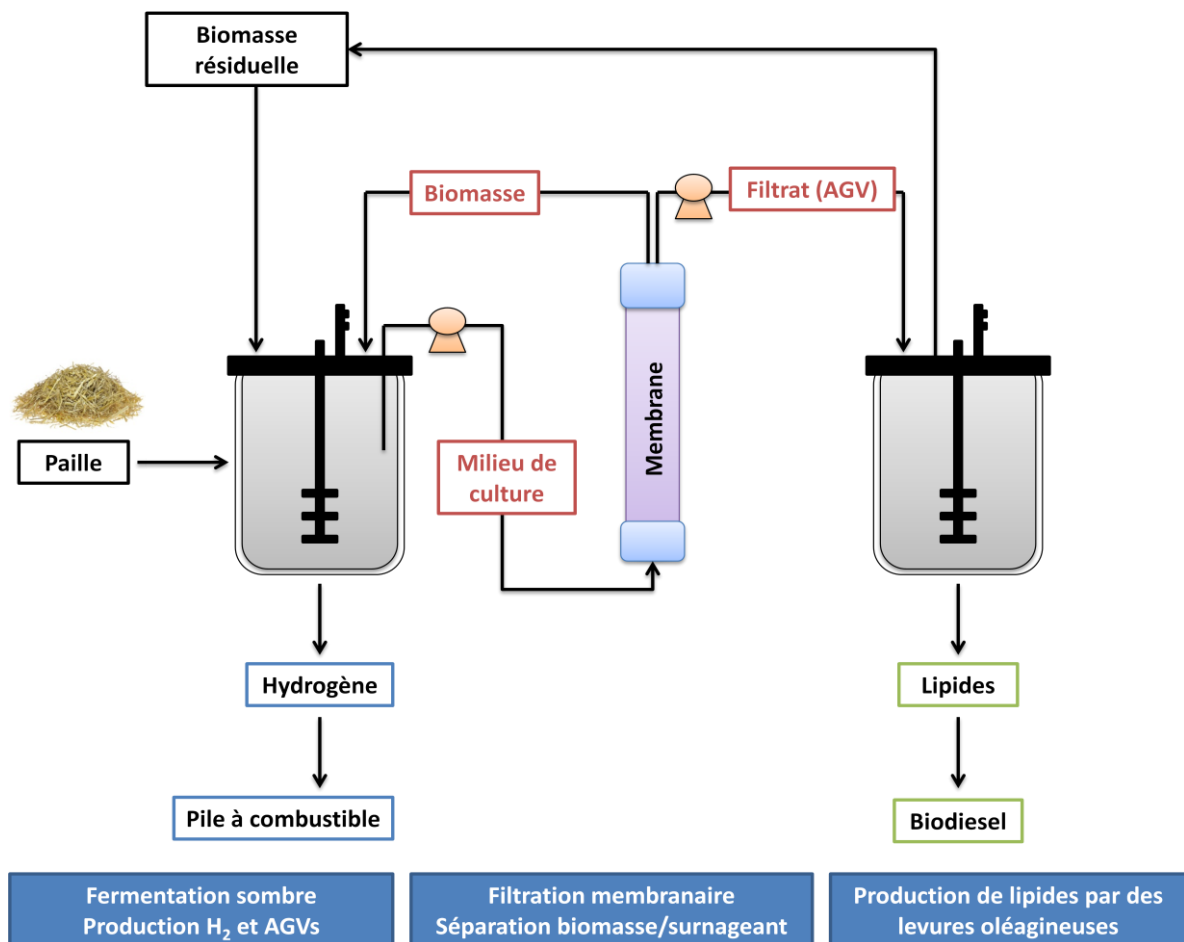 Biomasse
résiduelle
Biomasse
Filtrat (AGV)
Paille
Milieu de
culture
Membrane
Hydrogène
Lipides
Pile à combustible
Biodiesel
Fermentation sombre
Production H₂ et AGVs
Filtration membranaire
Séparation biomasse/surnageant
Production de lipides par des
levures oléagineuses